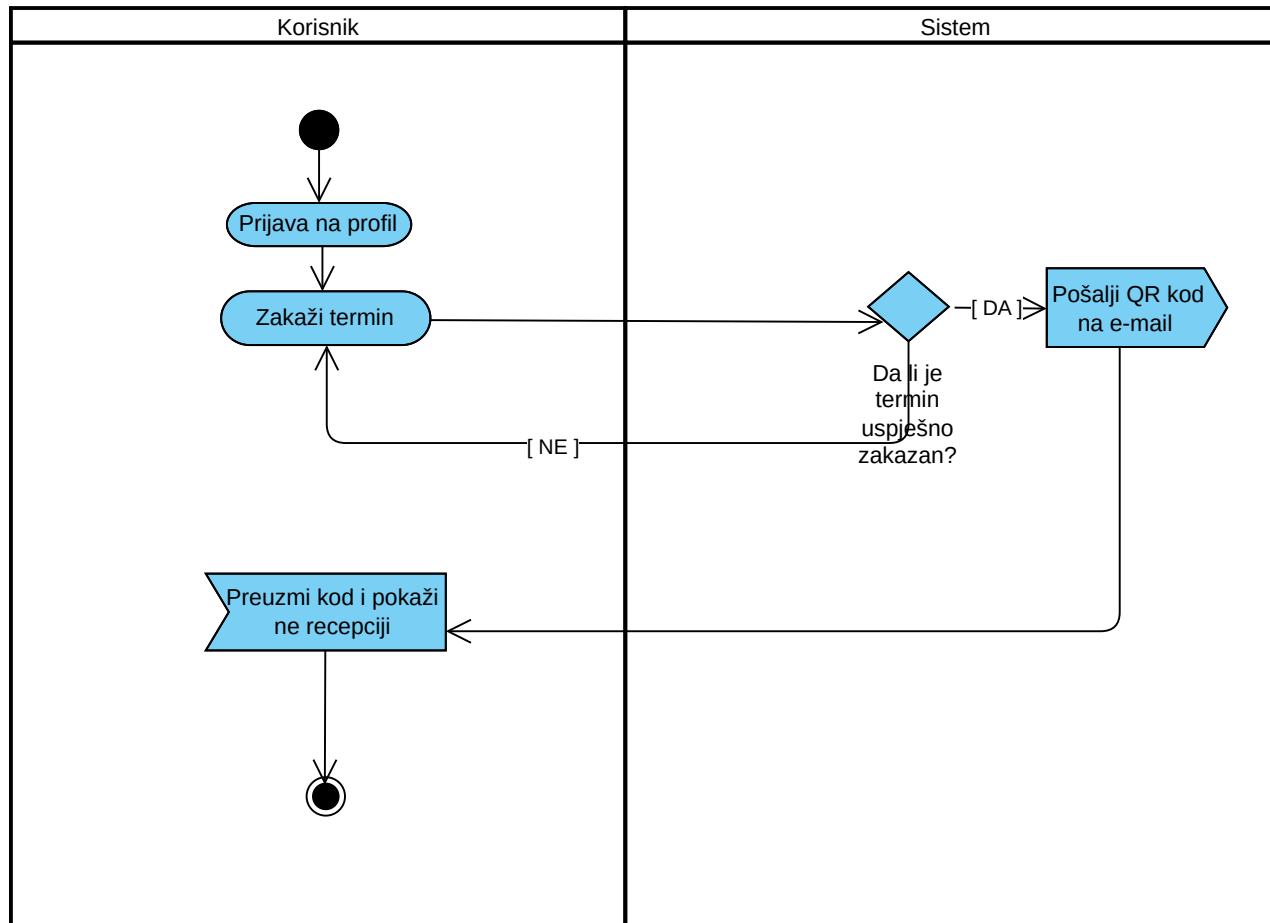 Korisnik
Sistem
Prijava na profil
Zakaži termin
[ DA ]
Pošalji QR kod
na e-mail
Da li je
termin
uspješno
zakazan?
[ NE ]
Preuzmi kod i pokaži
ne recepciji